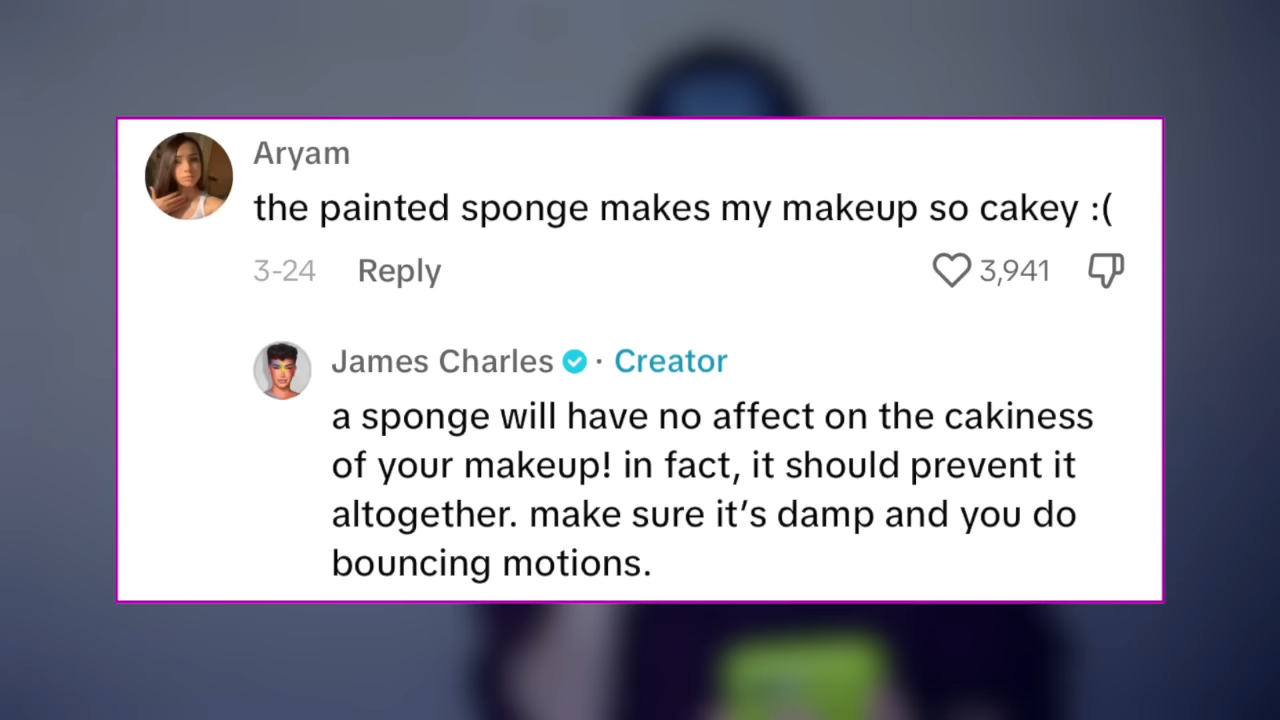 Aryam
the painted sponge makes my makeup so cakey :(
3-24 Reply 3,941
James Charles · Creator
a sponge will have no affect on the cakiness
of your makeup! in fact, it should prevent it
altogether. make sure it’s damp and you do
bouncing motions.